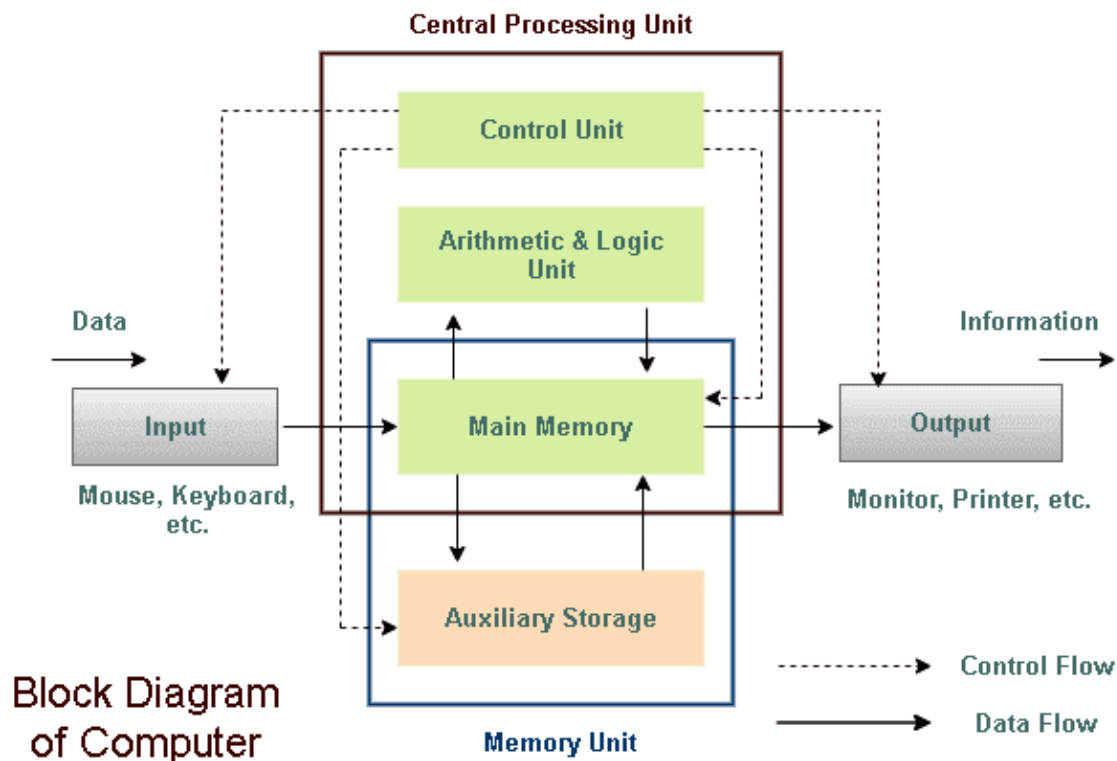 Central Processing Unit
Control Unit
Arithmetic & Logic
Unit
Data
Information
Input
Main Memory
Output
Mouse, Keyboard,
etc.
Monitor, Printer, etc.
Auxiliary Storage
Control Flow
Data Flow
Block Diagram
of Computer
Memory Unit